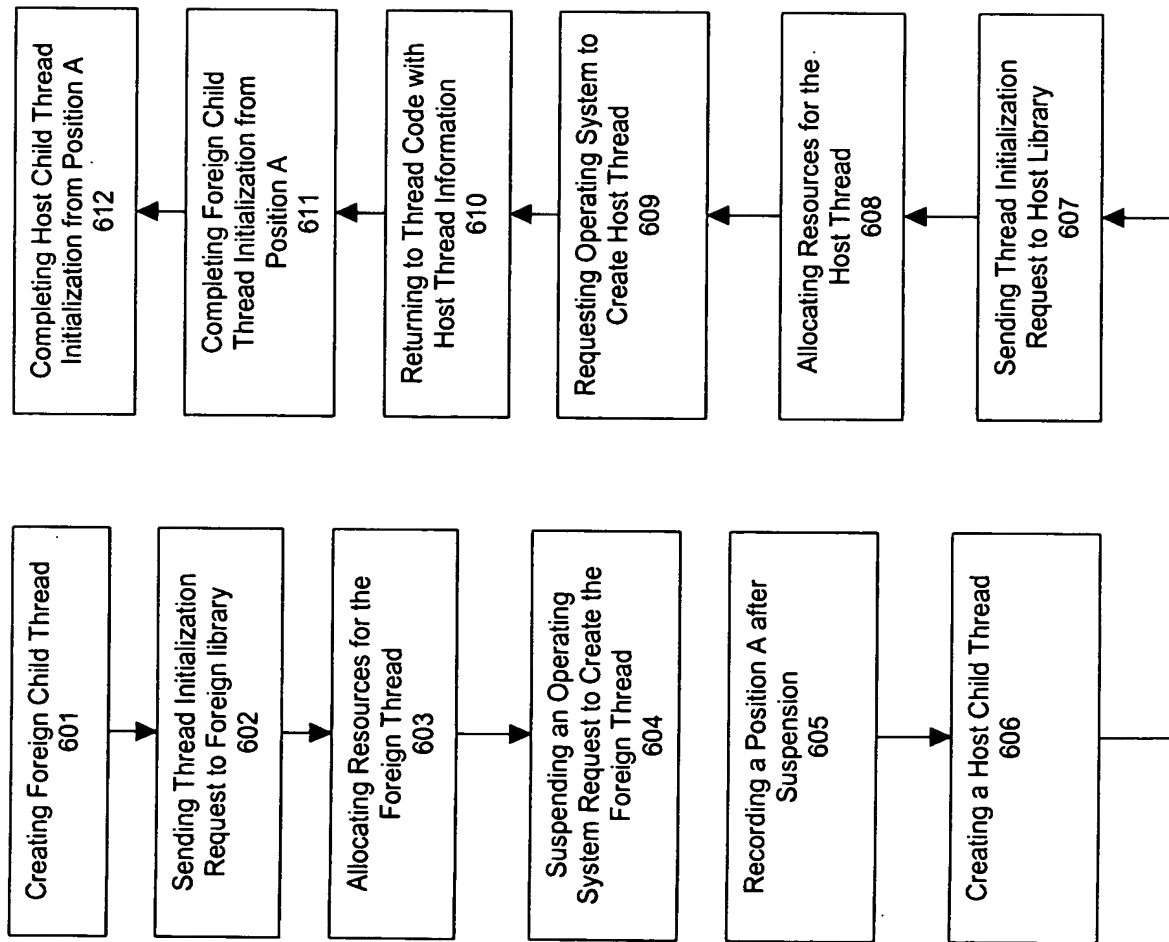 Creating Foreign Child Thread
601
Sending Thread Initialization
Request to Foreign library
602
Allocating Resources for the
Foreign Thread
603
Suspending an Operating
System Request to Create the
Foreign Thread
604
Recording a Position A after
Suspension
605
Creating a Host Child Thread
606
Sending Thread Initialization
Request to Host Library
607
Allocating Resources for the
Host Thread
608
Requesting Operating System to
Create Host Thread
609
Returning to Thread Code with
Host Thread Information
610
Completing Foreign Child
Thread Initialization from
Position A
611
Completing Host Child Thread
Initialization from Position A
612